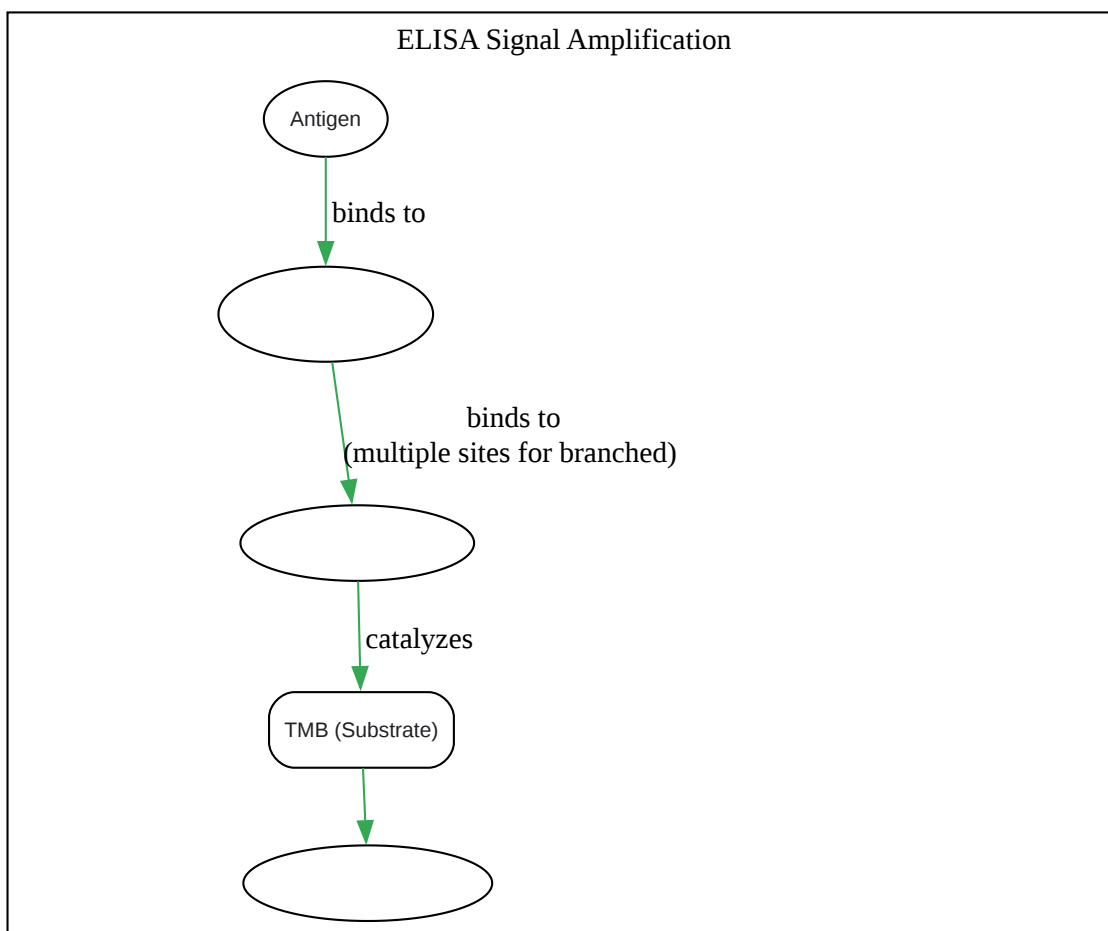 ELISA Signal Amplification
Antigen
binds to
binds to
(multiple sites for branched)
catalyzes
TMB (Substrate)